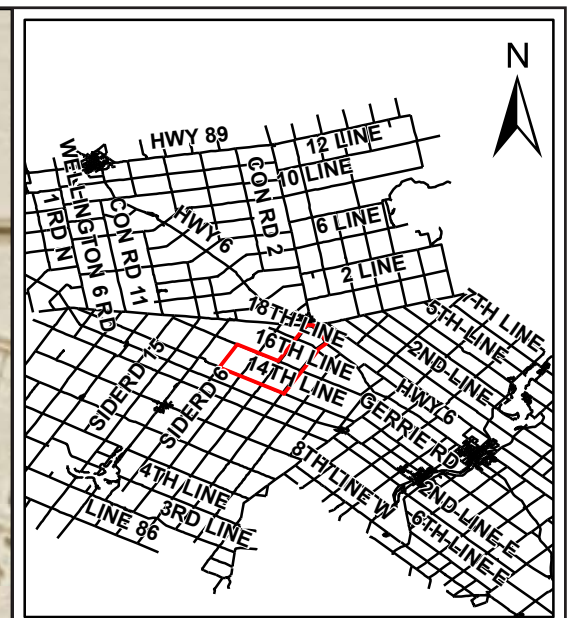 N
HWY 89
12 LINE
10 LINE
WELLINGTON 6 RD
1 RD N
CON RD 11
CON RD 2
HWY 6
6 LINE
2 LINE
18TH LINE
16TH LINE
14TH LINE
7TH LINE
5TH LINE
2ND LINE
HWY 6
GERRIE RD
SIDERD 15
SIDERD 6
8TH LINE W
4TH LINE
3RD LINE
LINE 86
2ND LINE E
6TH LINE E